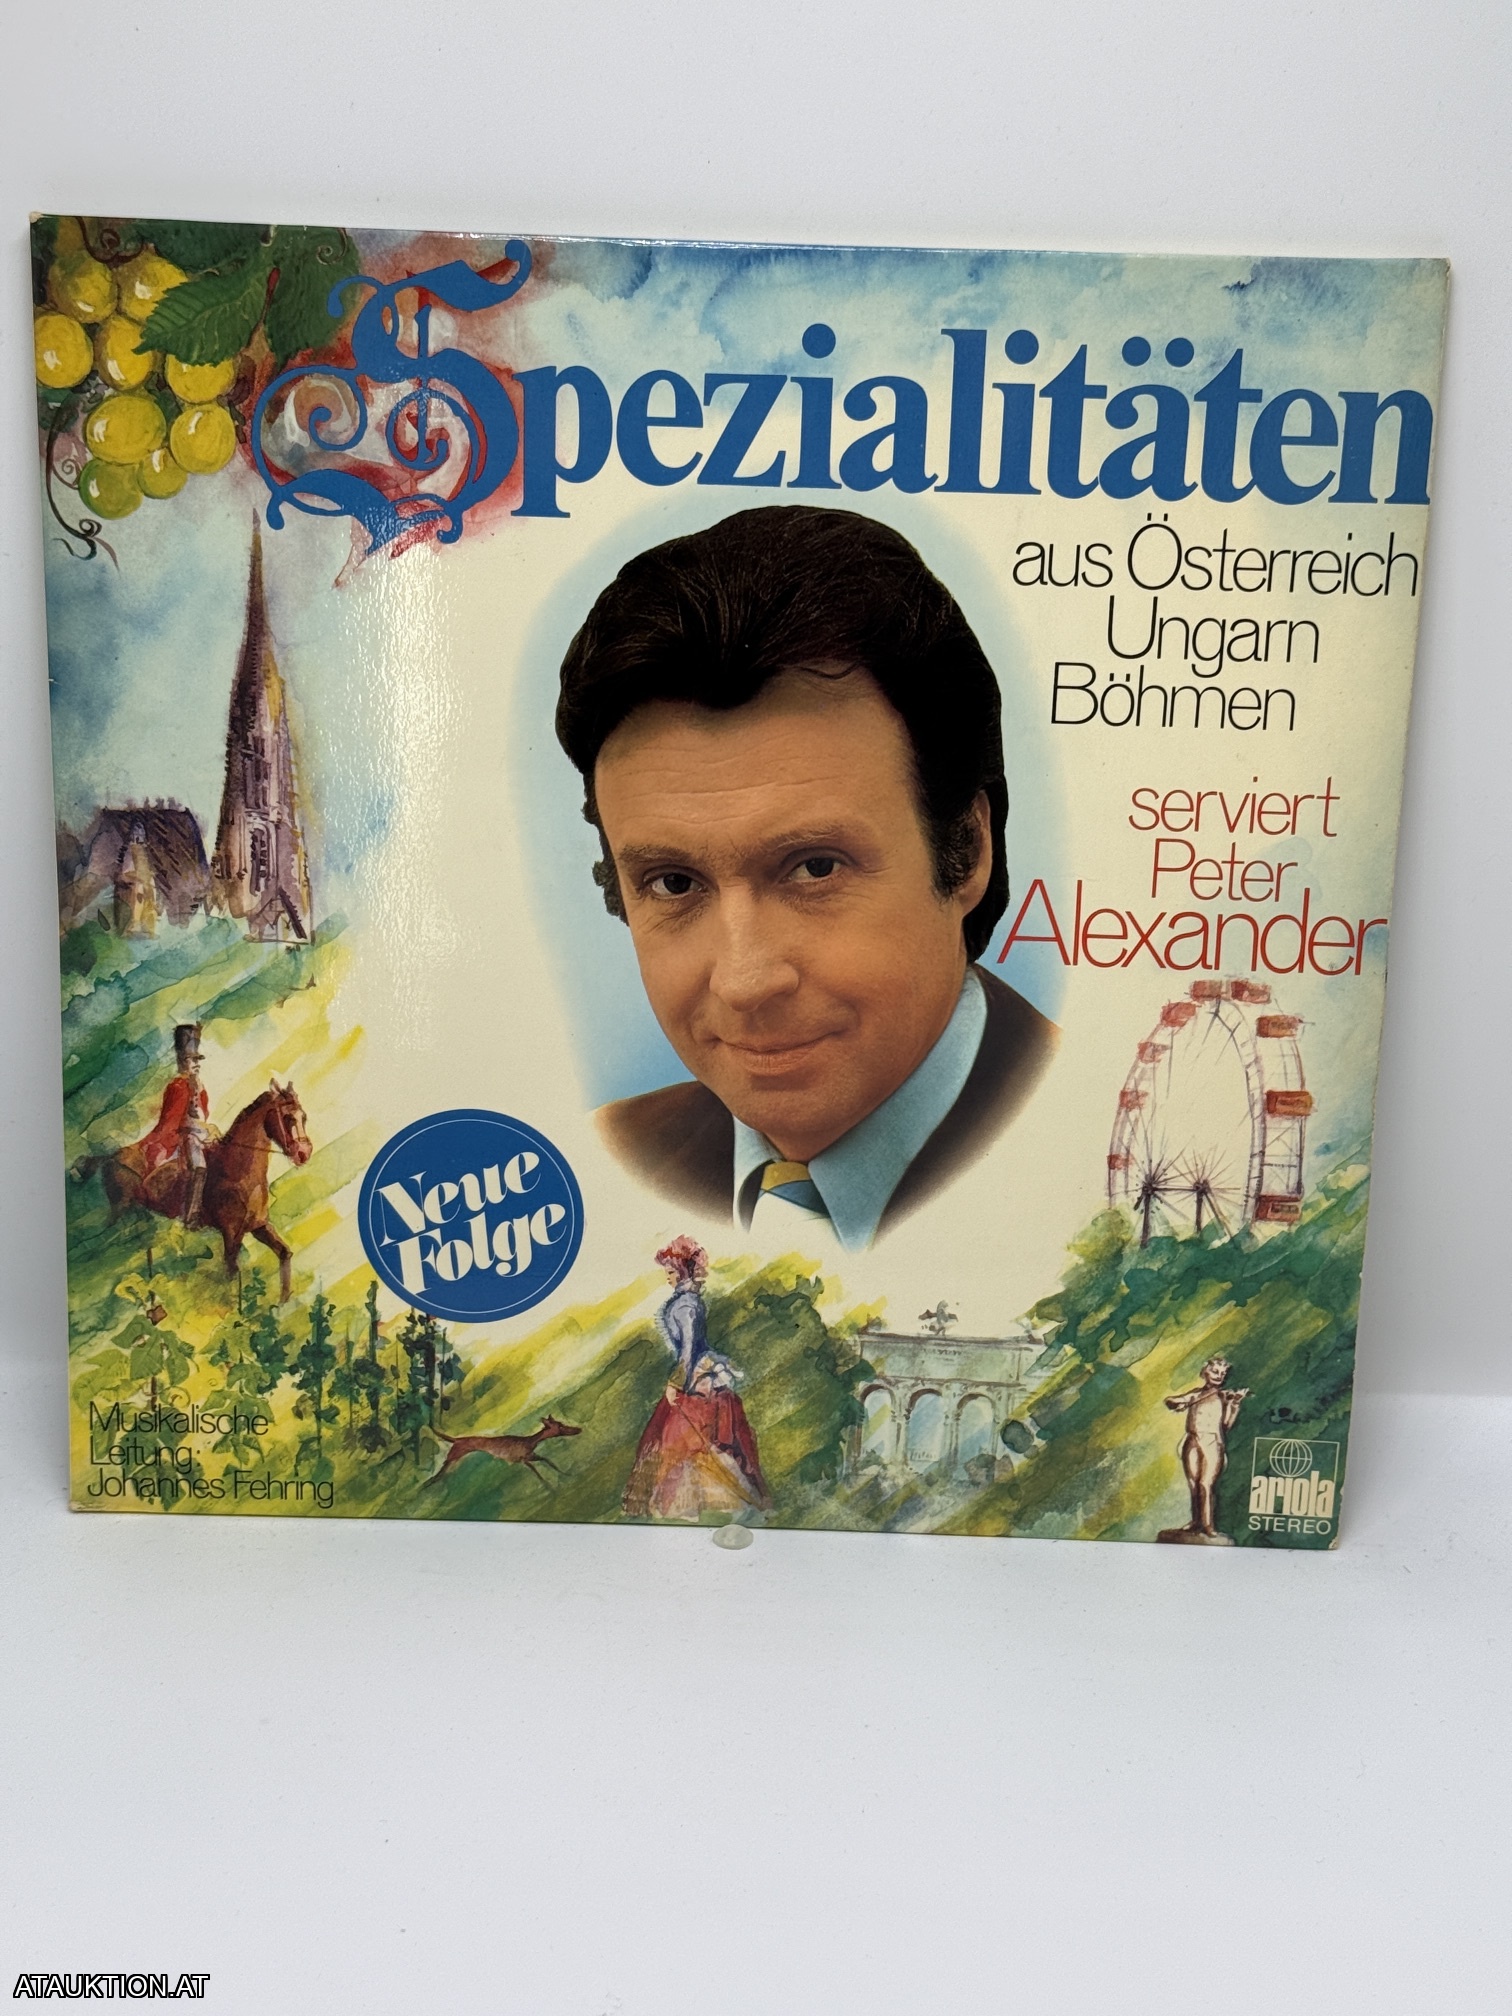 Spezialitäten
aus Österreich
Ungarn
Böhmen
serviert
Peter
Alexander
Neue
Folge
Musikalische
Leitung:
Johannes Fehring
ariola
STEREO
ATAUKTION.AT